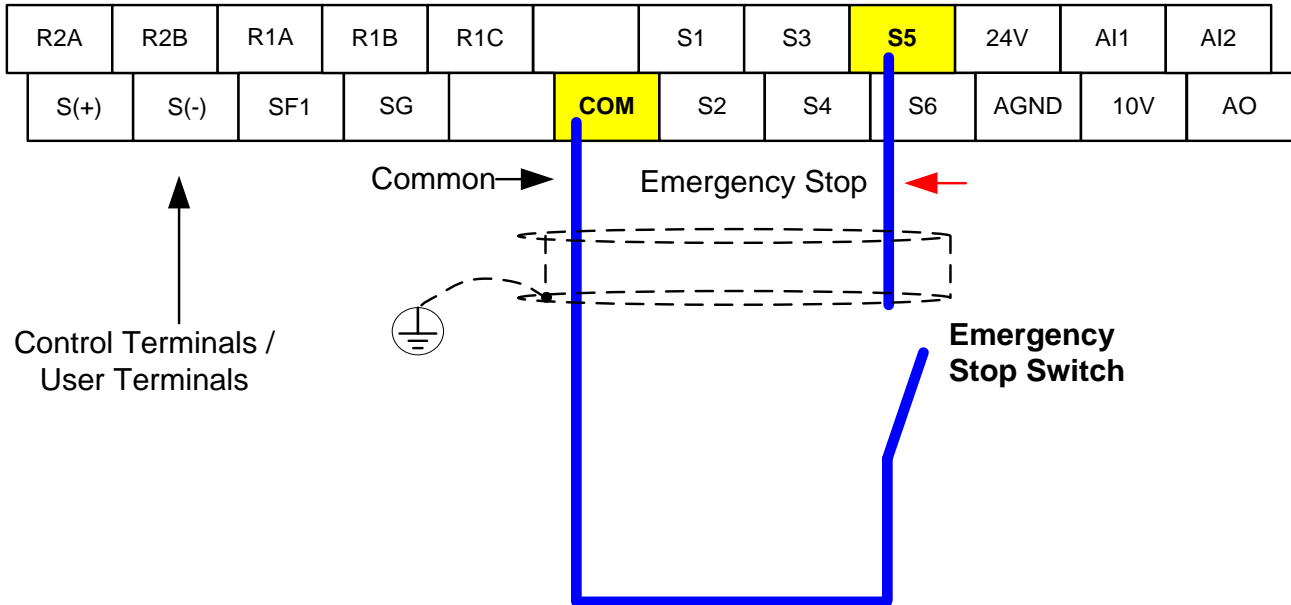 R2A R2B R1A R1B R1C S1 S3 S5 24V AI1 AI2
S(+) S(-) SF1 SG COM S2 S4 S6 AGND 10V AO
Common Emergency Stop
Control Terminals /
User Terminals
Emergency
Stop Switch